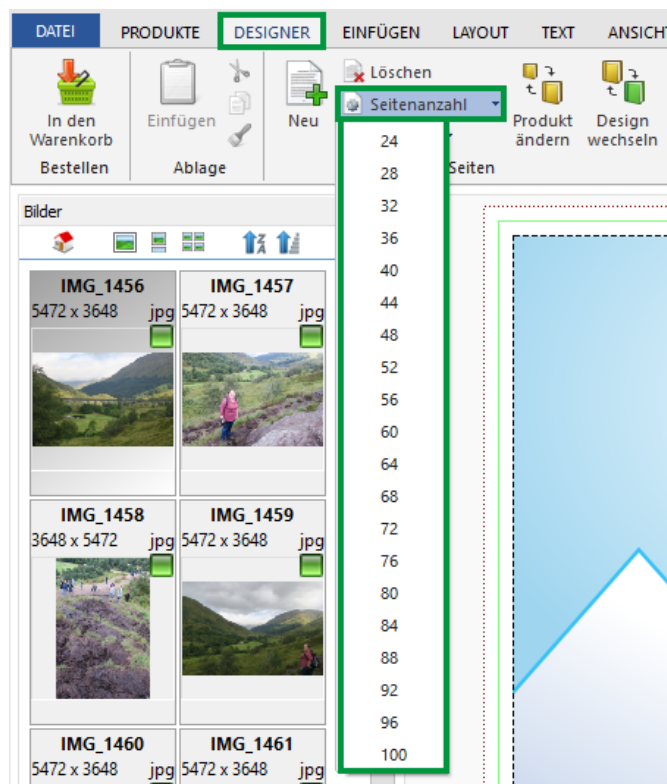 DATEI PRODUKTE DESIGNER EINFÜGEN LAYOUT TEXT ANSICHT
Löschen
Seitenanzahl
In den Warenkorb
Einfügen
Neu
Produkt ändern
Design wechseln
Bestellen Ablage Seiten
24
28
32
36
40
44
48
52
56
60
64
68
72
76
80
84
88
92
96
100
Bilder
IMG_1456 IMG_1457
5472 x 3648 jpg 5472 x 3648 jpg
IMG_1458 IMG_1459
3648 x 5472 jpg 5472 x 3648 jpg
IMG_1460 IMG_1461
5472 x 3648 jpg 5472 x 3648 jpg